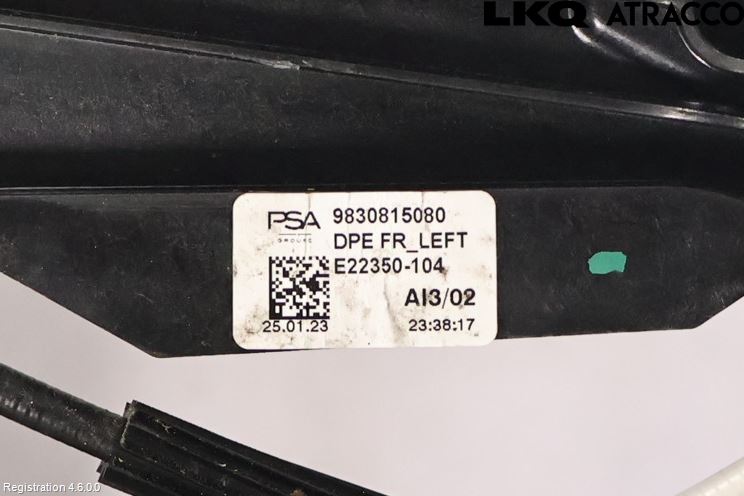 LKQ ATRACCO
PSA 9830815080
GROUPE DPE FR_LEFT
E22350-104
AI3/02
25.01.23 23:38:17
Registration 4.6.0.0